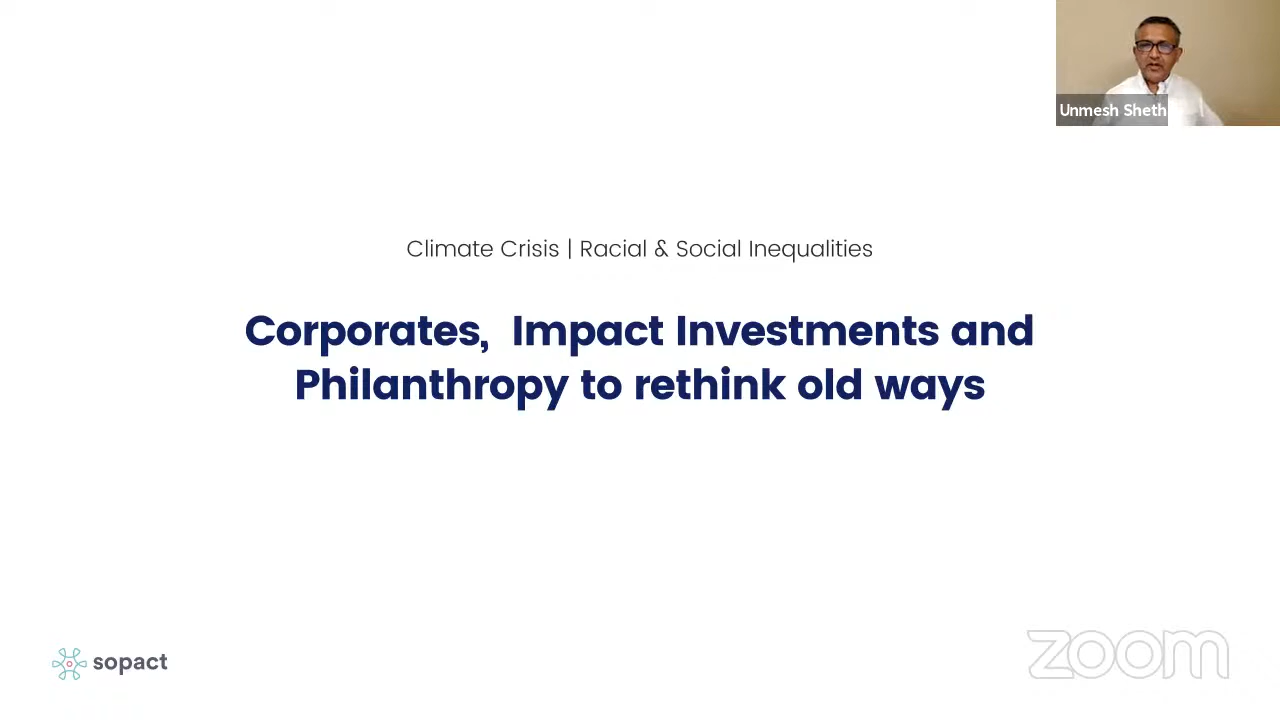 Unmesh Sheth
Climate Crisis | Racial & Social Inequalities
Corporates, Impact Investments and
Philanthropy to rethink old ways
sopact
zoom